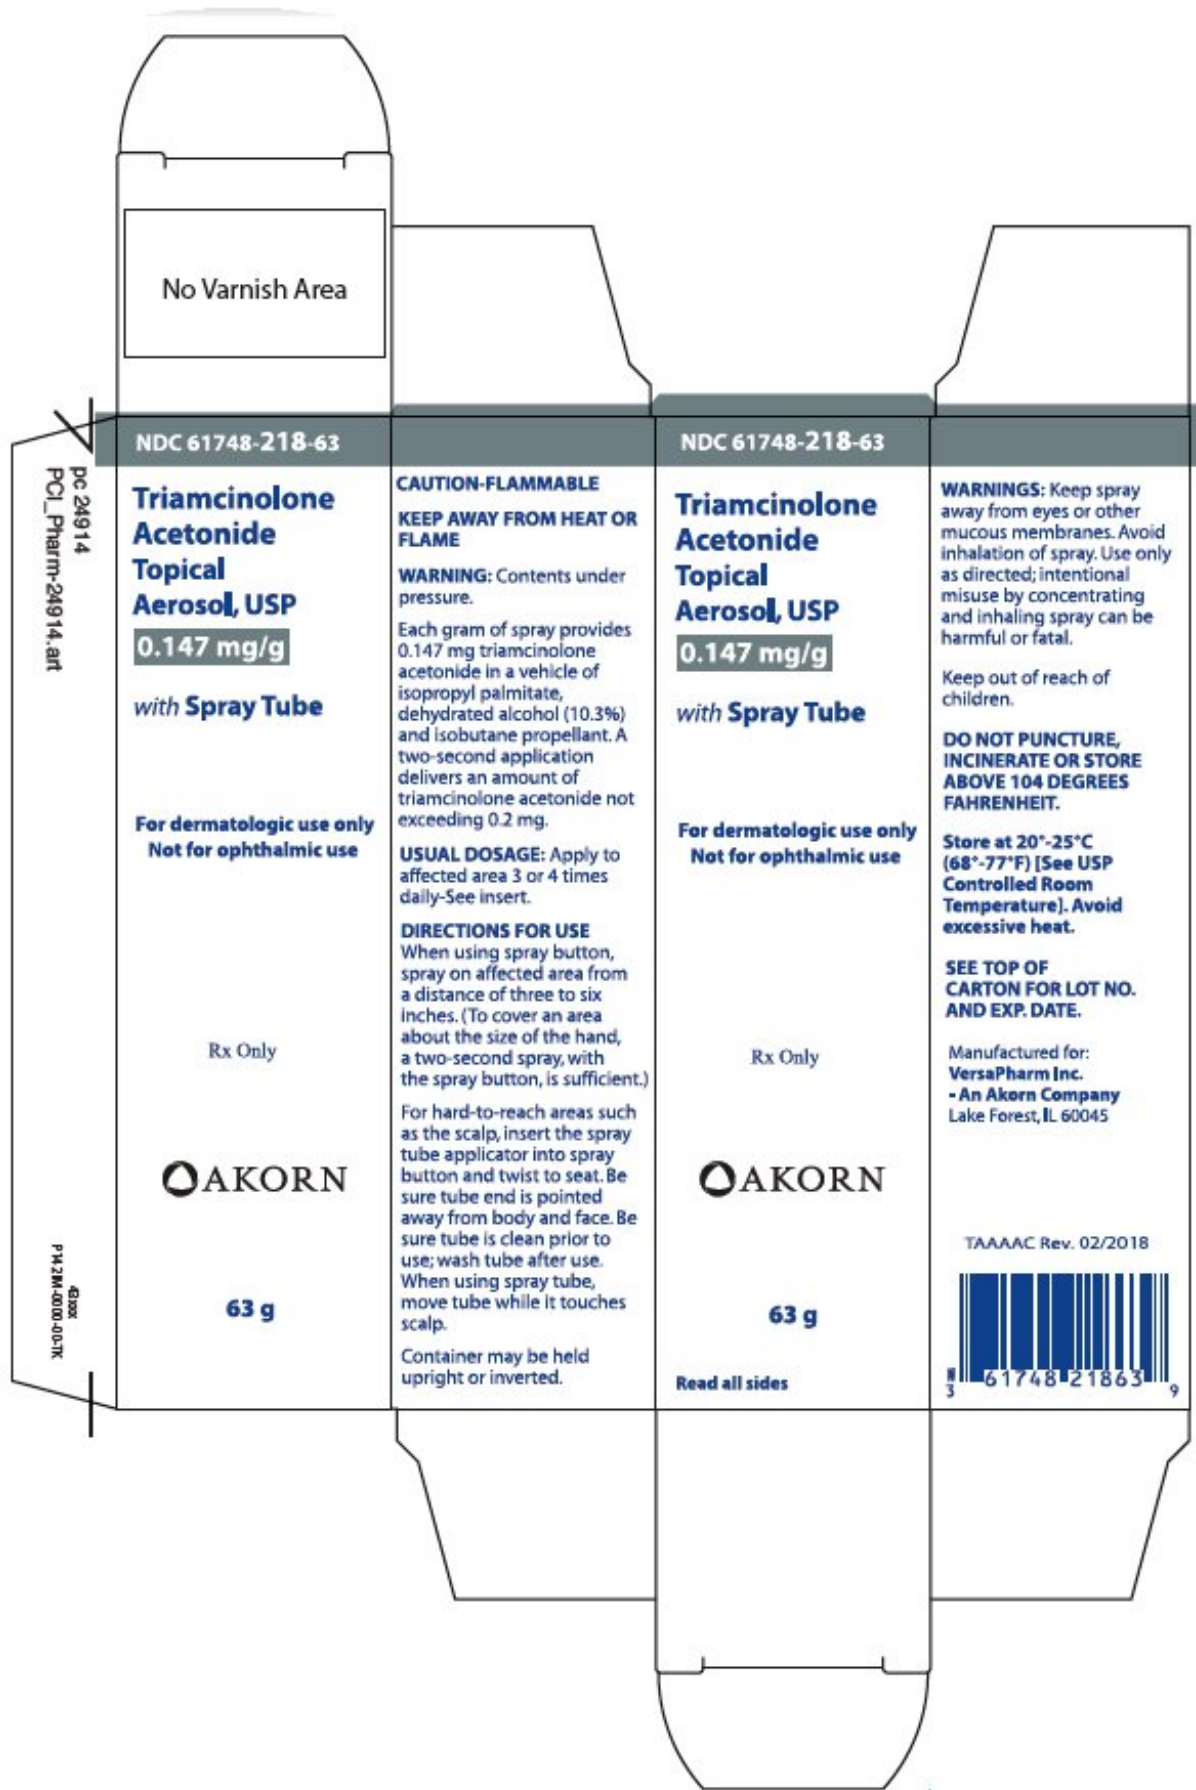 No Varnish Area
pc 24914
PCI_Pharm-24914.art
43xxx
P1421M-0000-00-TK
NDC 61748-218-63
Triamcinolone
Acetonide
Topical
Aerosol, USP
0.147 mg/g
with Spray Tube
For dermatologic use only
Not for ophthalmic use
Rx Only
AKORN
63 g
CAUTION-FLAMMABLE
KEEP AWAY FROM HEAT OR
FLAME
WARNING: Contents under
pressure.
Each gram of spray provides
0.147 mg triamcinolone
acetonide in a vehicle of
isopropyl palmitate,
dehydrated alcohol (10.3%)
and isobutane propellant. A
two-second application
delivers an amount of
triamcinolone acetonide not
exceeding 0.2 mg.
USUAL DOSAGE: Apply to
affected area 3 or 4 times
daily-See insert.
DIRECTIONS FOR USE
When using spray button,
spray on affected area from
a distance of three to six
inches. (To cover an area
about the size of the hand,
a two-second spray, with
the spray button, is sufficient.)
For hard-to-reach areas such
as the scalp, insert the spray
tube applicator into spray
button and twist to seat. Be
sure tube end is pointed
away from body and face. Be
sure tube is clean prior to
use; wash tube after use.
When using spray tube,
move tube while it touches
scalp.
Container may be held
upright or inverted.
NDC 61748-218-63
Triamcinolone
Acetonide
Topical
Aerosol, USP
0.147 mg/g
with Spray Tube
For dermatologic use only
Not for ophthalmic use
Rx Only
AKORN
63 g
Read all sides
WARNINGS: Keep spray
away from eyes or other
mucous membranes. Avoid
inhalation of spray. Use only
as directed; intentional
misuse by concentrating
and inhaling spray can be
harmful or fatal.
Keep out of reach of
children.
DO NOT PUNCTURE,
INCINERATE OR STORE
ABOVE 104 DEGREES
FAHRENHEIT.
Store at 20°-25°C
(68°-77°F) [See USP
Controlled Room
Temperature]. Avoid
excessive heat.
SEE TOP OF
CARTON FOR LOT NO.
AND EXP. DATE.
Manufactured for:
VersaPharm Inc.
- An Akorn Company
Lake Forest, IL 60045
TAAAAC Rev. 02/2018
3 61748 21863 9